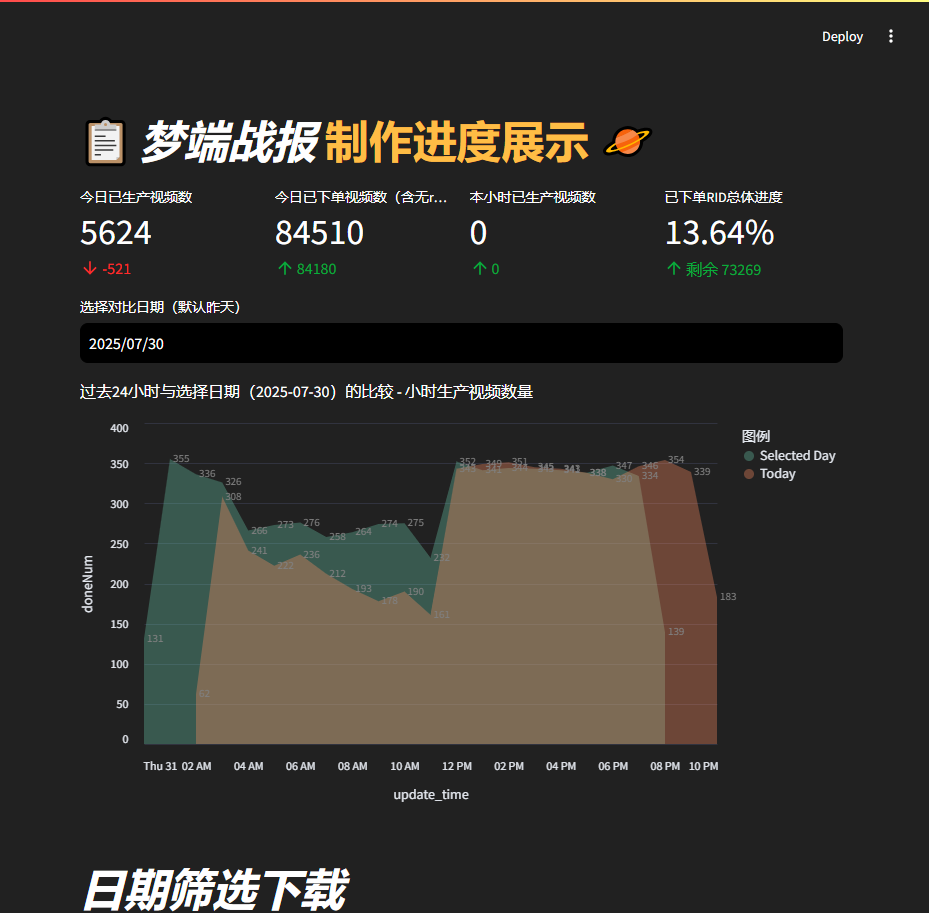 Deploy
梦端战报 制作进度展示
今日已生产视频数 今日已下单视频数（含无r... 本小时已生产视频数 已下单RID总体进度
5624 84510 0 13.64%
-521 84180 0 剩余 73269
选择对比日期（默认昨天）
2025/07/30
过去24小时与选择日期（2025-07-30）的比较 - 小时生产视频数量
图例
Selected Day
Today
doneNum
400
350
300
250
200
150
100
50
0
355 336 326 308 266 273 276 258 264 274 275 232
131 62 241 222 236 212 193 178 190 161
352 349 351 345 343 338 347 346 354 339
330 334 139 183
Thu 31 02 AM 04 AM 06 AM 08 AM 10 AM 12 PM 02 PM 04 PM 06 PM 08 PM 10 PM
update_time
日期筛选下载